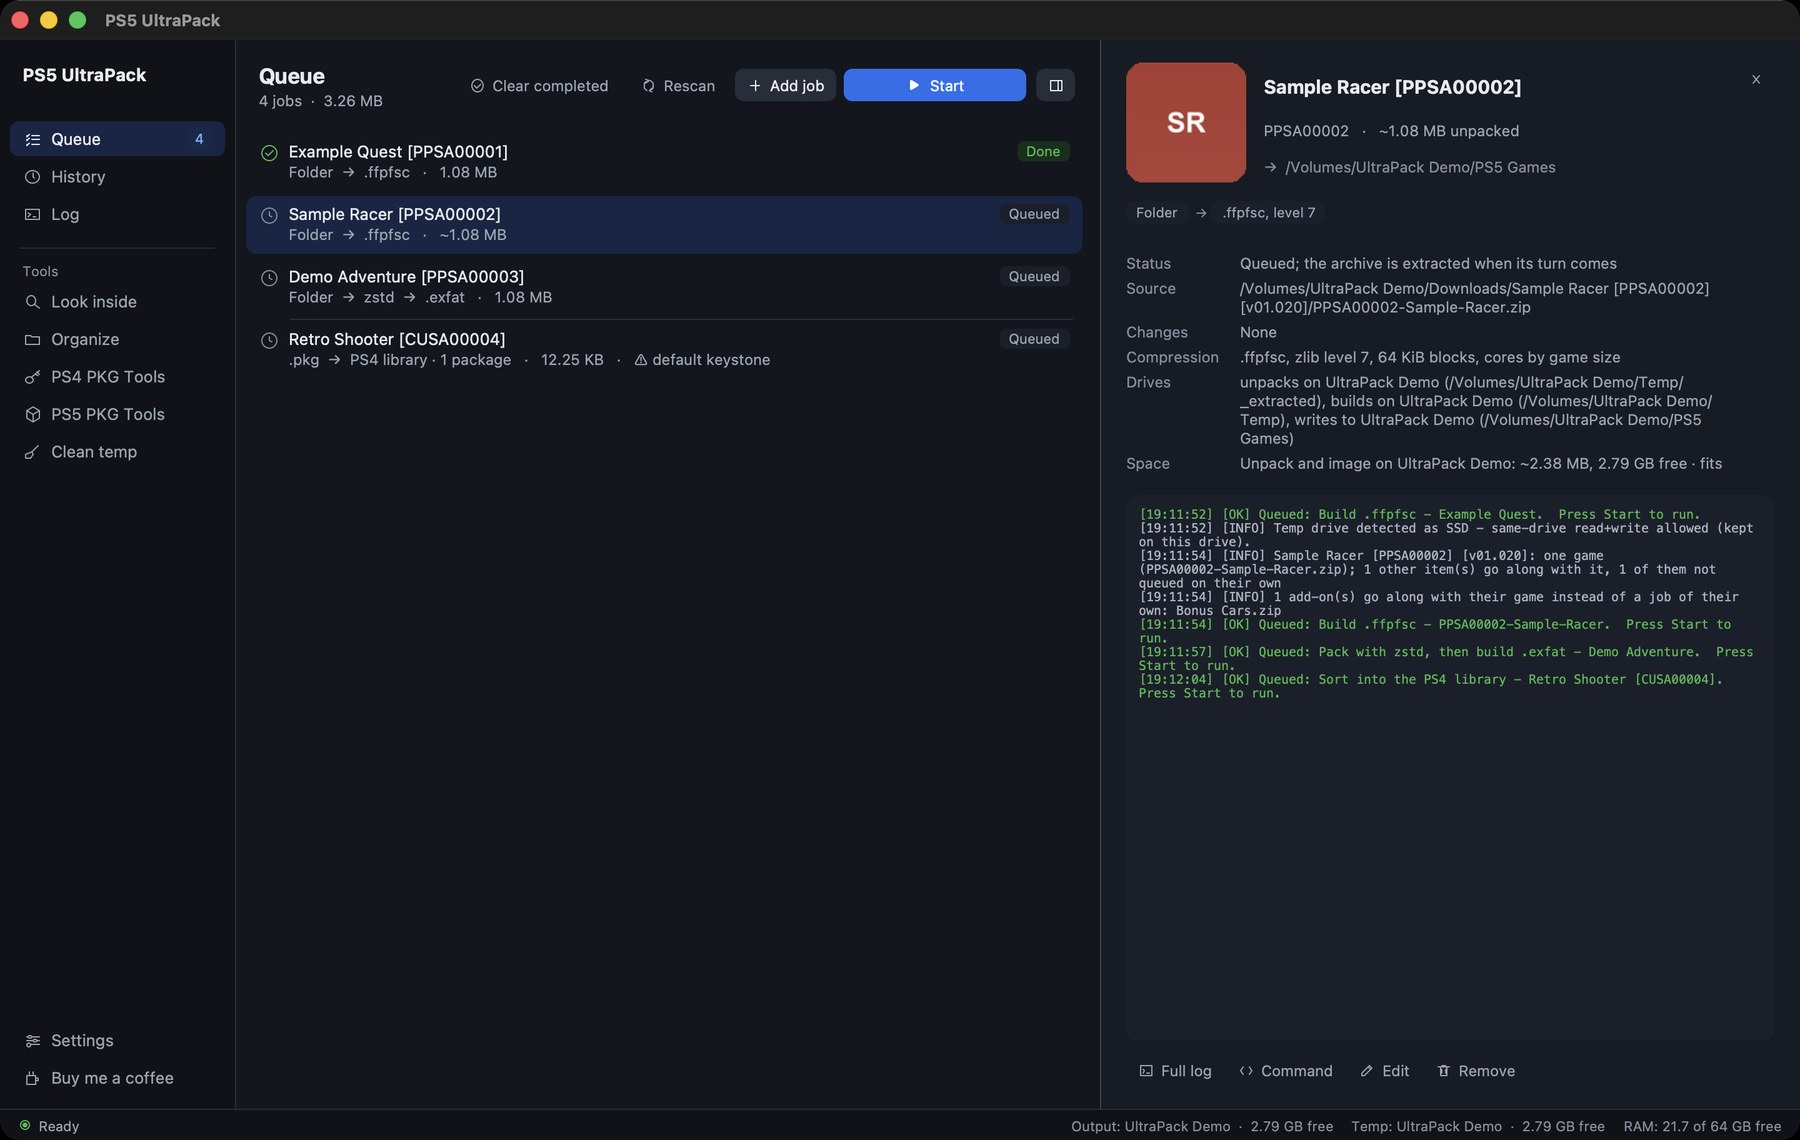 PS5 UltraPack
PS5 UltraPack
Queue 4
History
Log
Tools
Look inside
Organize
PS4 PKG Tools
PS5 PKG Tools
Clean temp
Settings
Buy me a coffee
Queue
4 jobs · 3.26 MB
Clear completed
Rescan
+ Add job
Start
Example Quest [PPSA00001]
Done
Folder → .ffpfsc · 1.08 MB
Sample Racer [PPSA00002]
Queued
Folder → .ffpfsc · ~1.08 MB
Demo Adventure [PPSA00003]
Queued
Folder → zstd → .exfat · 1.08 MB
Retro Shooter [CUSA00004]
Queued
.pkg → PS4 library · 1 package · 12.25 KB · ⚠ default keystone
SR
Sample Racer [PPSA00002]
PPSA00002 · ~1.08 MB unpacked
→ /Volumes/UltraPack Demo/PS5 Games
Folder → .ffpfsc, level 7
Status Queued; the archive is extracted when its turn comes
Source /Volumes/UltraPack Demo/Downloads/Sample Racer [PPSA00002]
[v01.020]/PPSA00002-Sample-Racer.zip
Changes None
Compression .ffpfsc, zlib level 7, 64 KiB blocks, cores by game size
Drives unpacks on UltraPack Demo (/Volumes/UltraPack Demo/Temp/
_extracted), builds on UltraPack Demo (/Volumes/UltraPack Demo/
Temp), writes to UltraPack Demo (/Volumes/UltraPack Demo/PS5
Games)
Space Unpack and image on UltraPack Demo: ~2.38 MB, 2.79 GB free · fits
[19:11:52] [OK] Queued: Build .ffpfsc – Example Quest.  Press Start to run.
[19:11:52] [INFO] Temp drive detected as SSD – same-drive read+write allowed (kept
on this drive).
[19:11:54] [INFO] Sample Racer [PPSA00002] [v01.020]: one game
(PPSA00002-Sample-Racer.zip); 1 other item(s) go along with it, 1 of them not
queued on their own
[19:11:54] [INFO] 1 add-on(s) go along with their game instead of a job of their
own: Bonus Cars.zip
[19:11:54] [OK] Queued: Build .ffpfsc – PPSA00002-Sample-Racer.  Press Start to
run.
[19:11:57] [OK] Queued: Pack with zstd, then build .exfat – Demo Adventure.  Press
Start to run.
[19:12:04] [OK] Queued: Sort into the PS4 library – Retro Shooter [CUSA00004].
Press Start to run.
Full log
Command
Edit
Remove
Ready
Output: UltraPack Demo · 2.79 GB free Temp: UltraPack Demo · 2.79 GB free RAM: 21.7 of 64 GB free